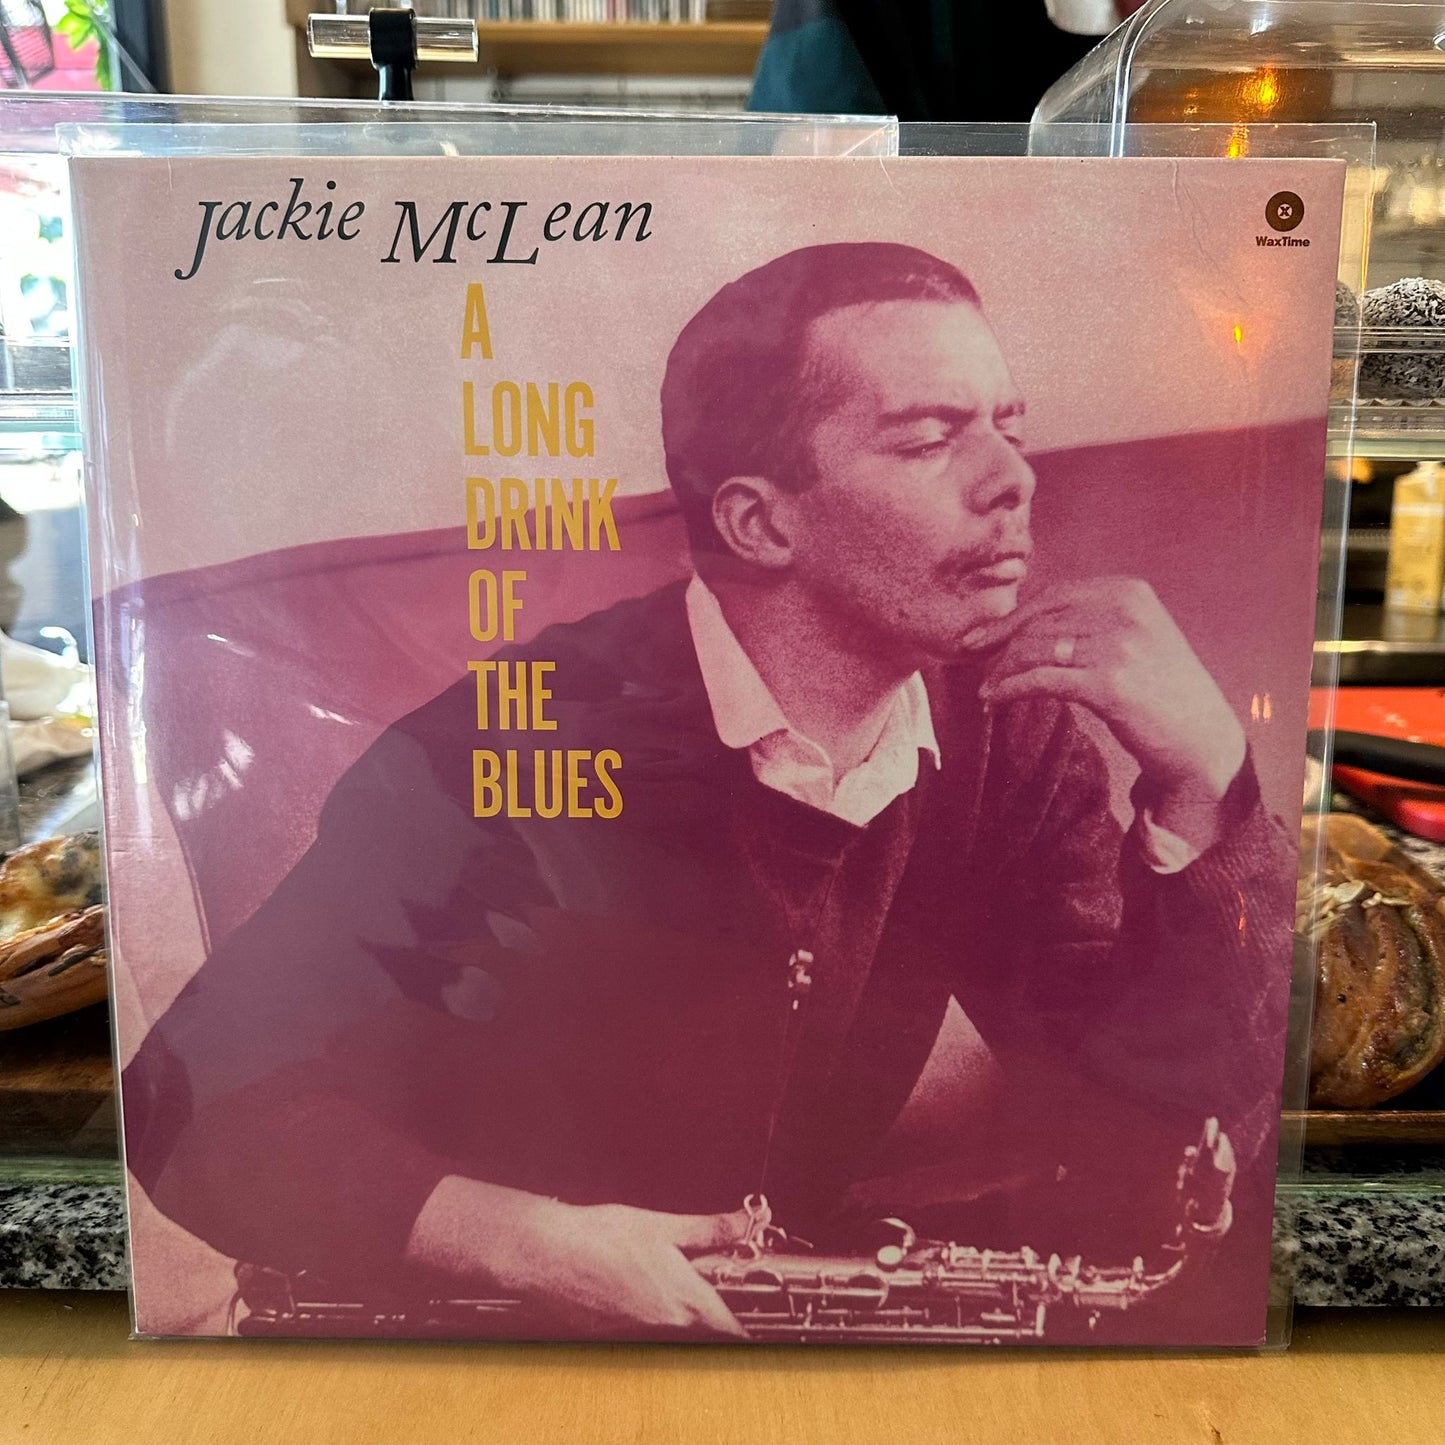 Jackie McLean
WaxTime
A
LONG
DRINK
OF
THE
BLUES